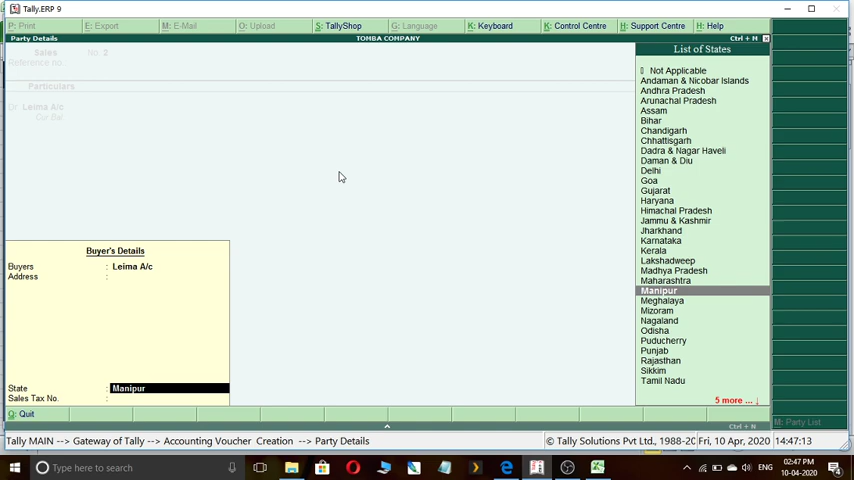 Tally.ERP 9
P: Print E: Export M: E-Mail O: Upload S: TallyShop G: Language K: Keyboard K: Control Centre H: Support Centre H: Help
Party Details TOMBA COMPANY Ctrl + M
Sales No. 2
Reference no.
Particulars
Dr Leima A/c
Cur Bal:
List of States
Not Applicable
Andaman & Nicobar Islands
Andhra Pradesh
Arunachal Pradesh
Assam
Bihar
Chandigarh
Chhattisgarh
Dadra & Nagar Haveli
Daman & Diu
Delhi
Goa
Gujarat
Haryana
Himachal Pradesh
Jammu & Kashmir
Jharkhand
Karnataka
Kerala
Lakshadweep
Madhya Pradesh
Maharashtra
Manipur
Meghalaya
Mizoram
Nagaland
Odisha
Puducherry
Punjab
Rajasthan
Sikkim
Tamil Nadu
5 more ... ↓
Buyer's Details
Buyers : Leima A/c
Address :
State : Manipur
Sales Tax No. :
Q: Quit
M: Party List
Ctrl + N
Tally MAIN --> Gateway of Tally --> Accounting Voucher Creation --> Party Details © Tally Solutions Pvt Ltd., 1988-20 Fri, 10 Apr, 2020 14:47:13
Type here to search
ENG 02:47 PM
10-04-2020
4